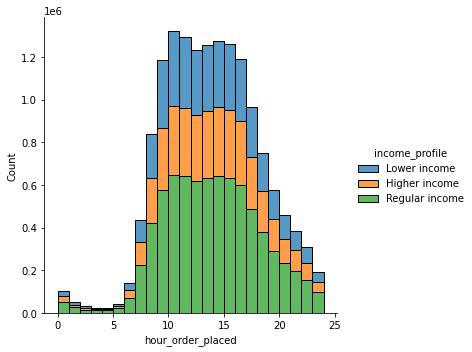 1e6
1.2
1.0
0.8
0.6
0.4
0.2
0.0
Count
0 5 10 15 20 25
hour_order_placed
income_profile
Lower income
Higher income
Regular income